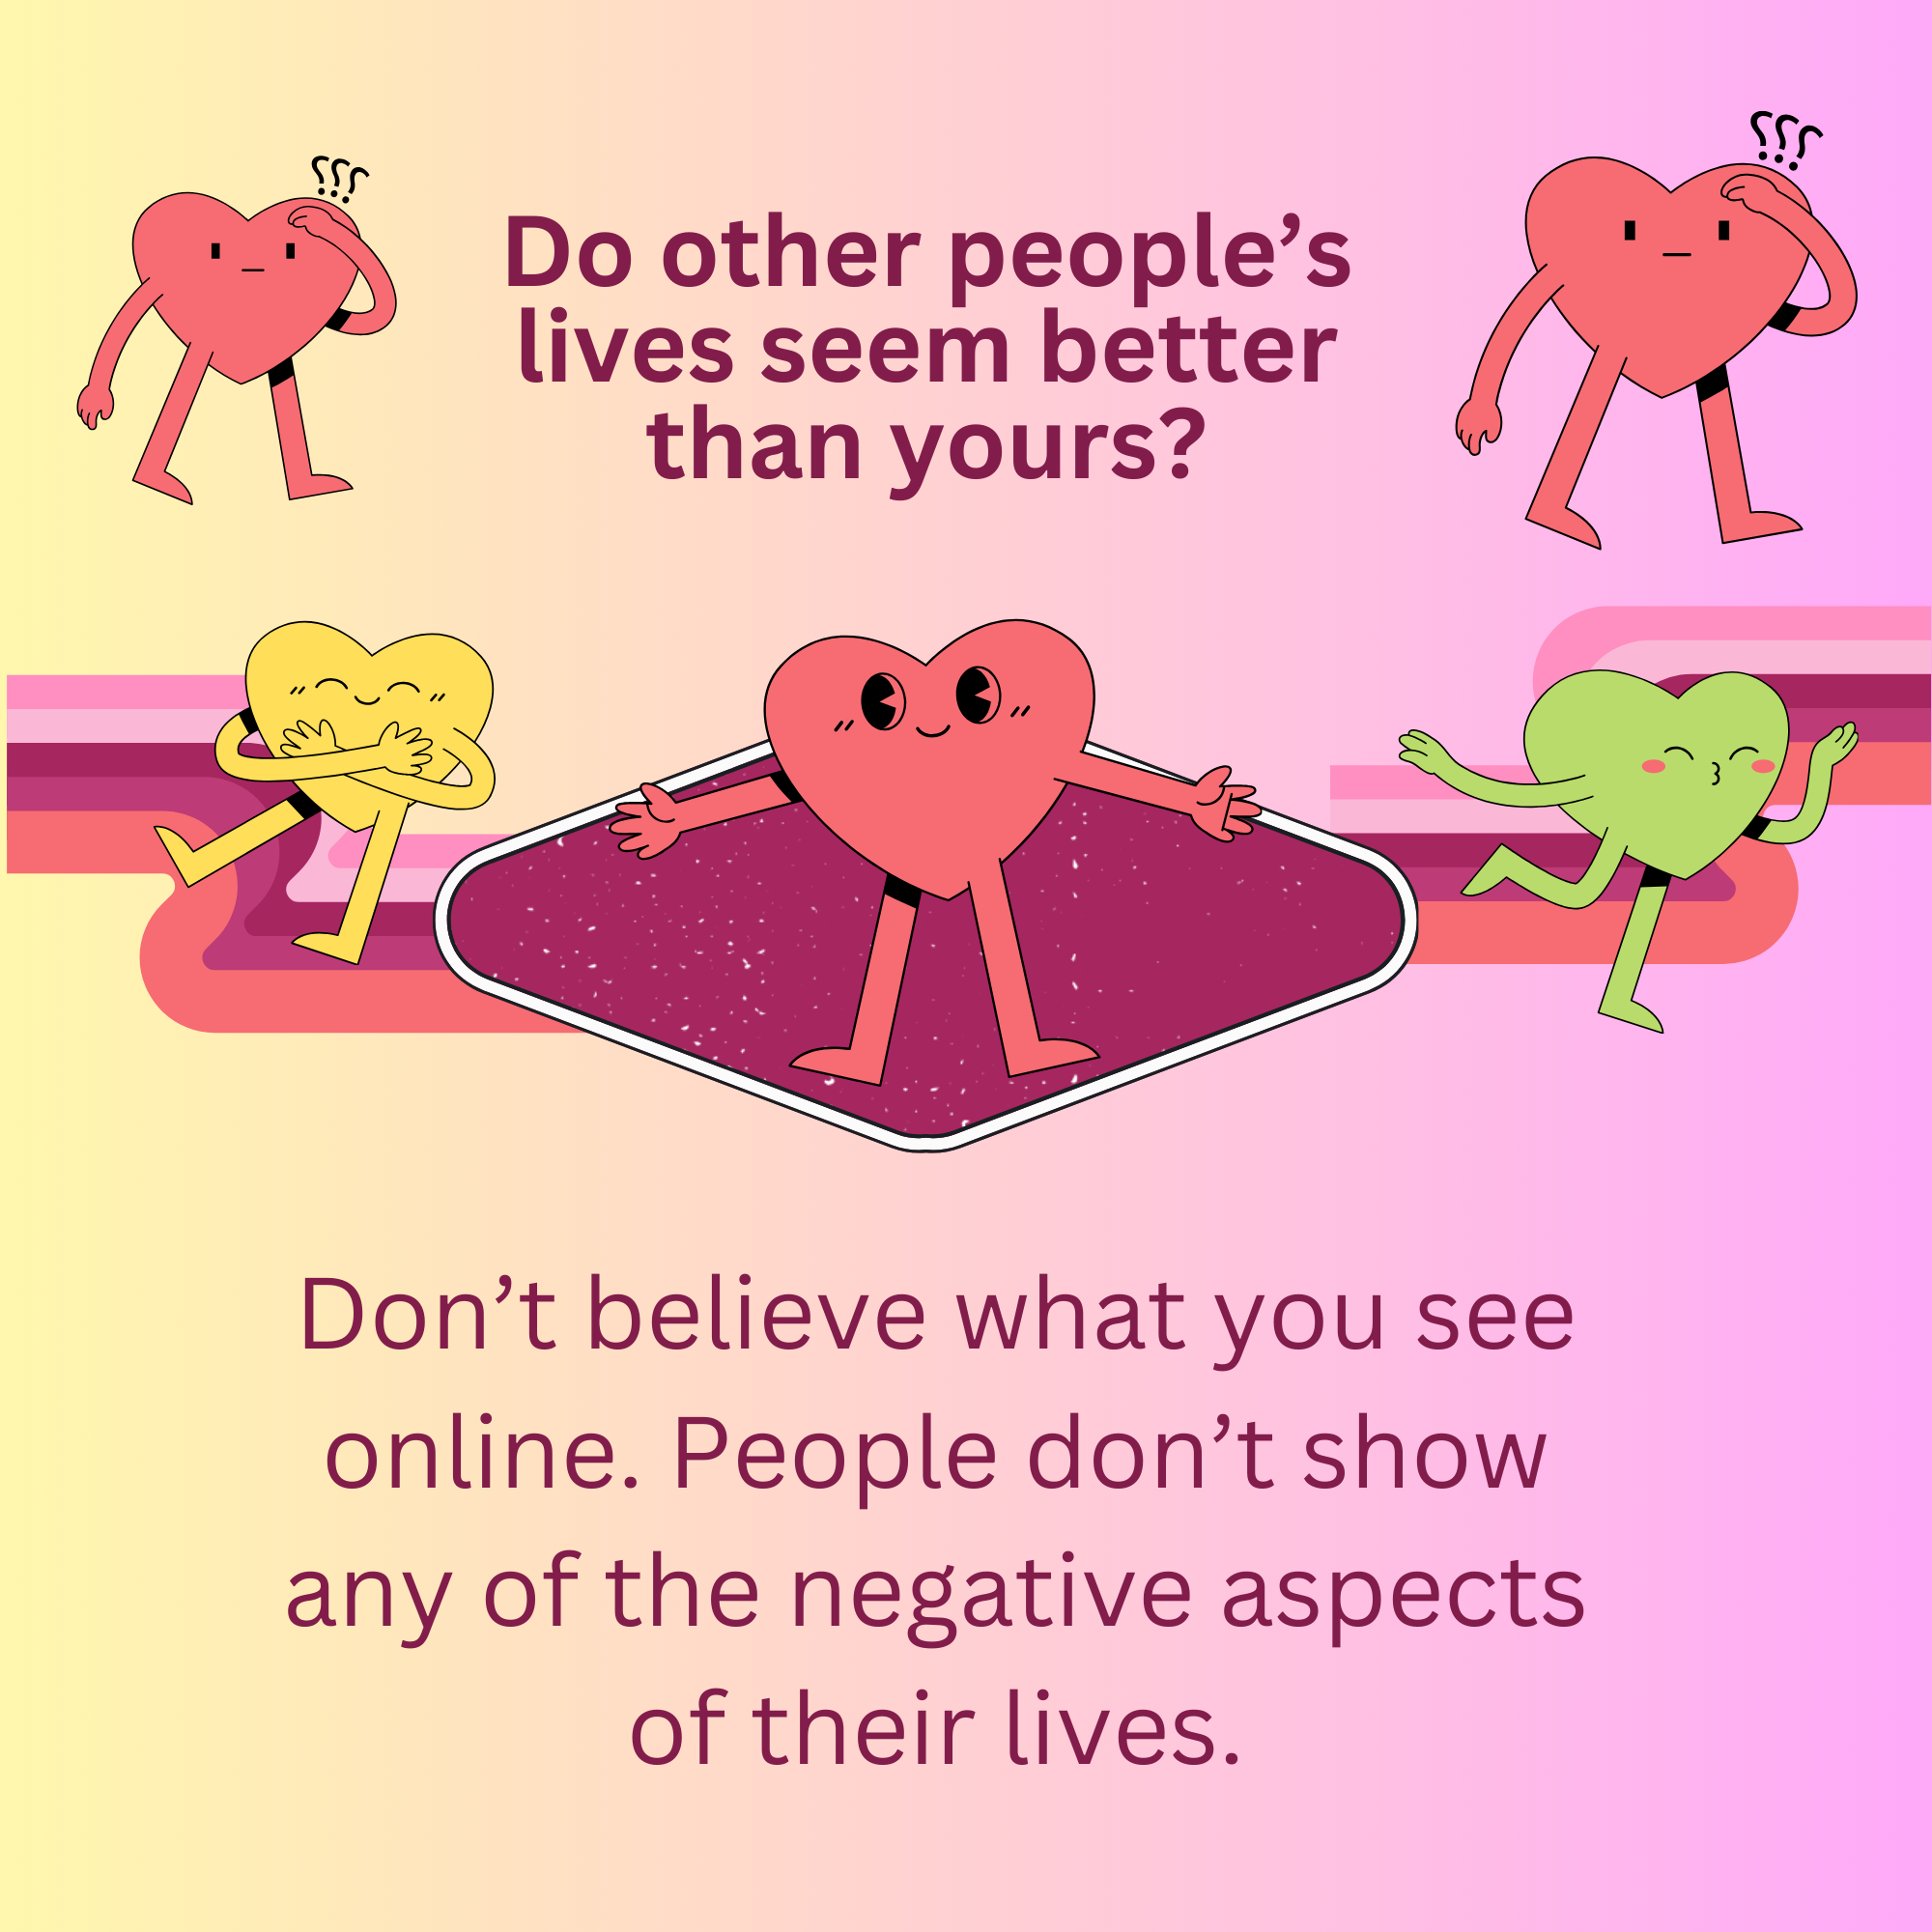 ???
???
Do other people’s
lives seem better
than yours?
Don’t believe what you see
online. People don’t show
any of the negative aspects
of their lives.